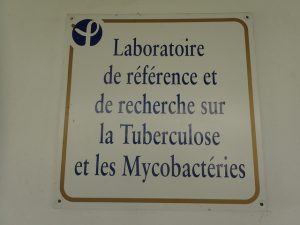 Laboratoire
de référence et
de recherche sur
la Tuberculose
et les Mycobactéries